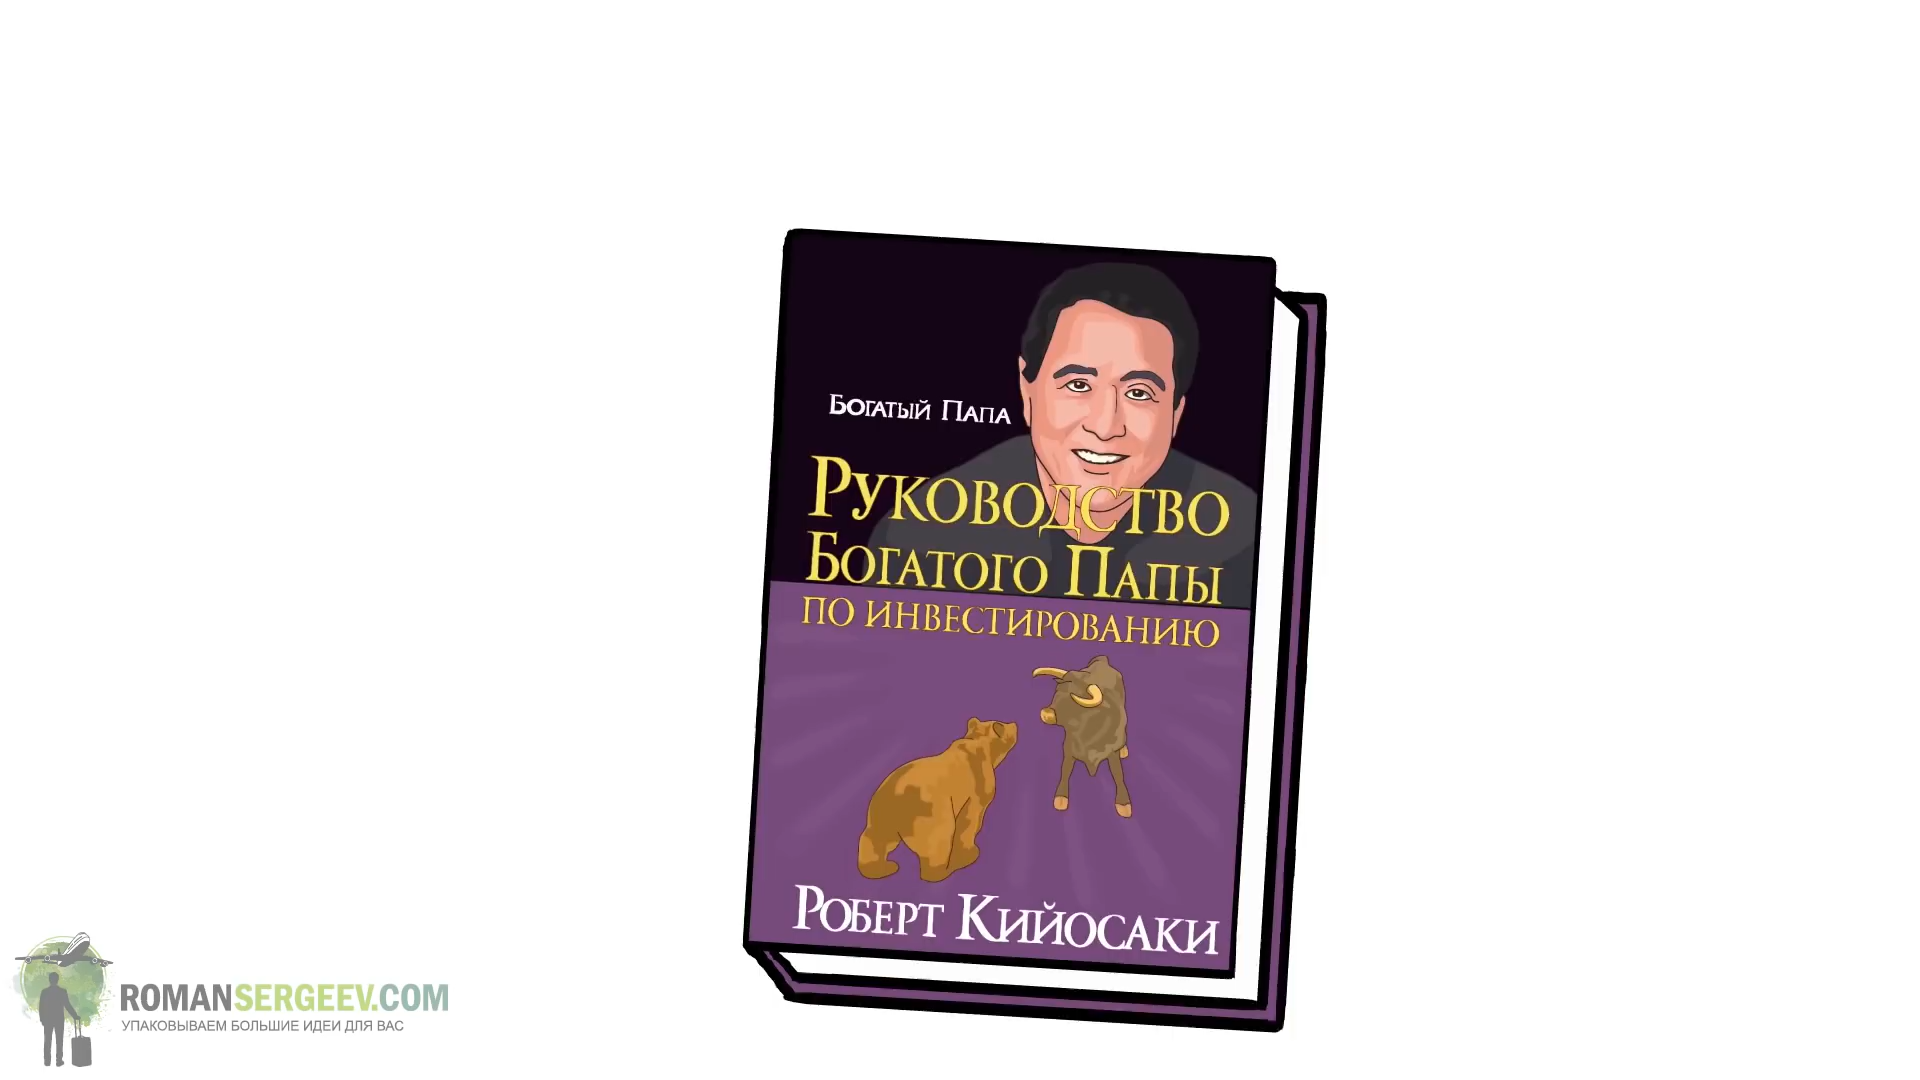 Богатый Папа
Руководство
Богатого Папы
по инвестированию
Роберт Кийосаки
ROMANSERGEEV.COM
УПАКОВЫВАЕМ БОЛЬШИЕ ИДЕИ ДЛЯ ВАС